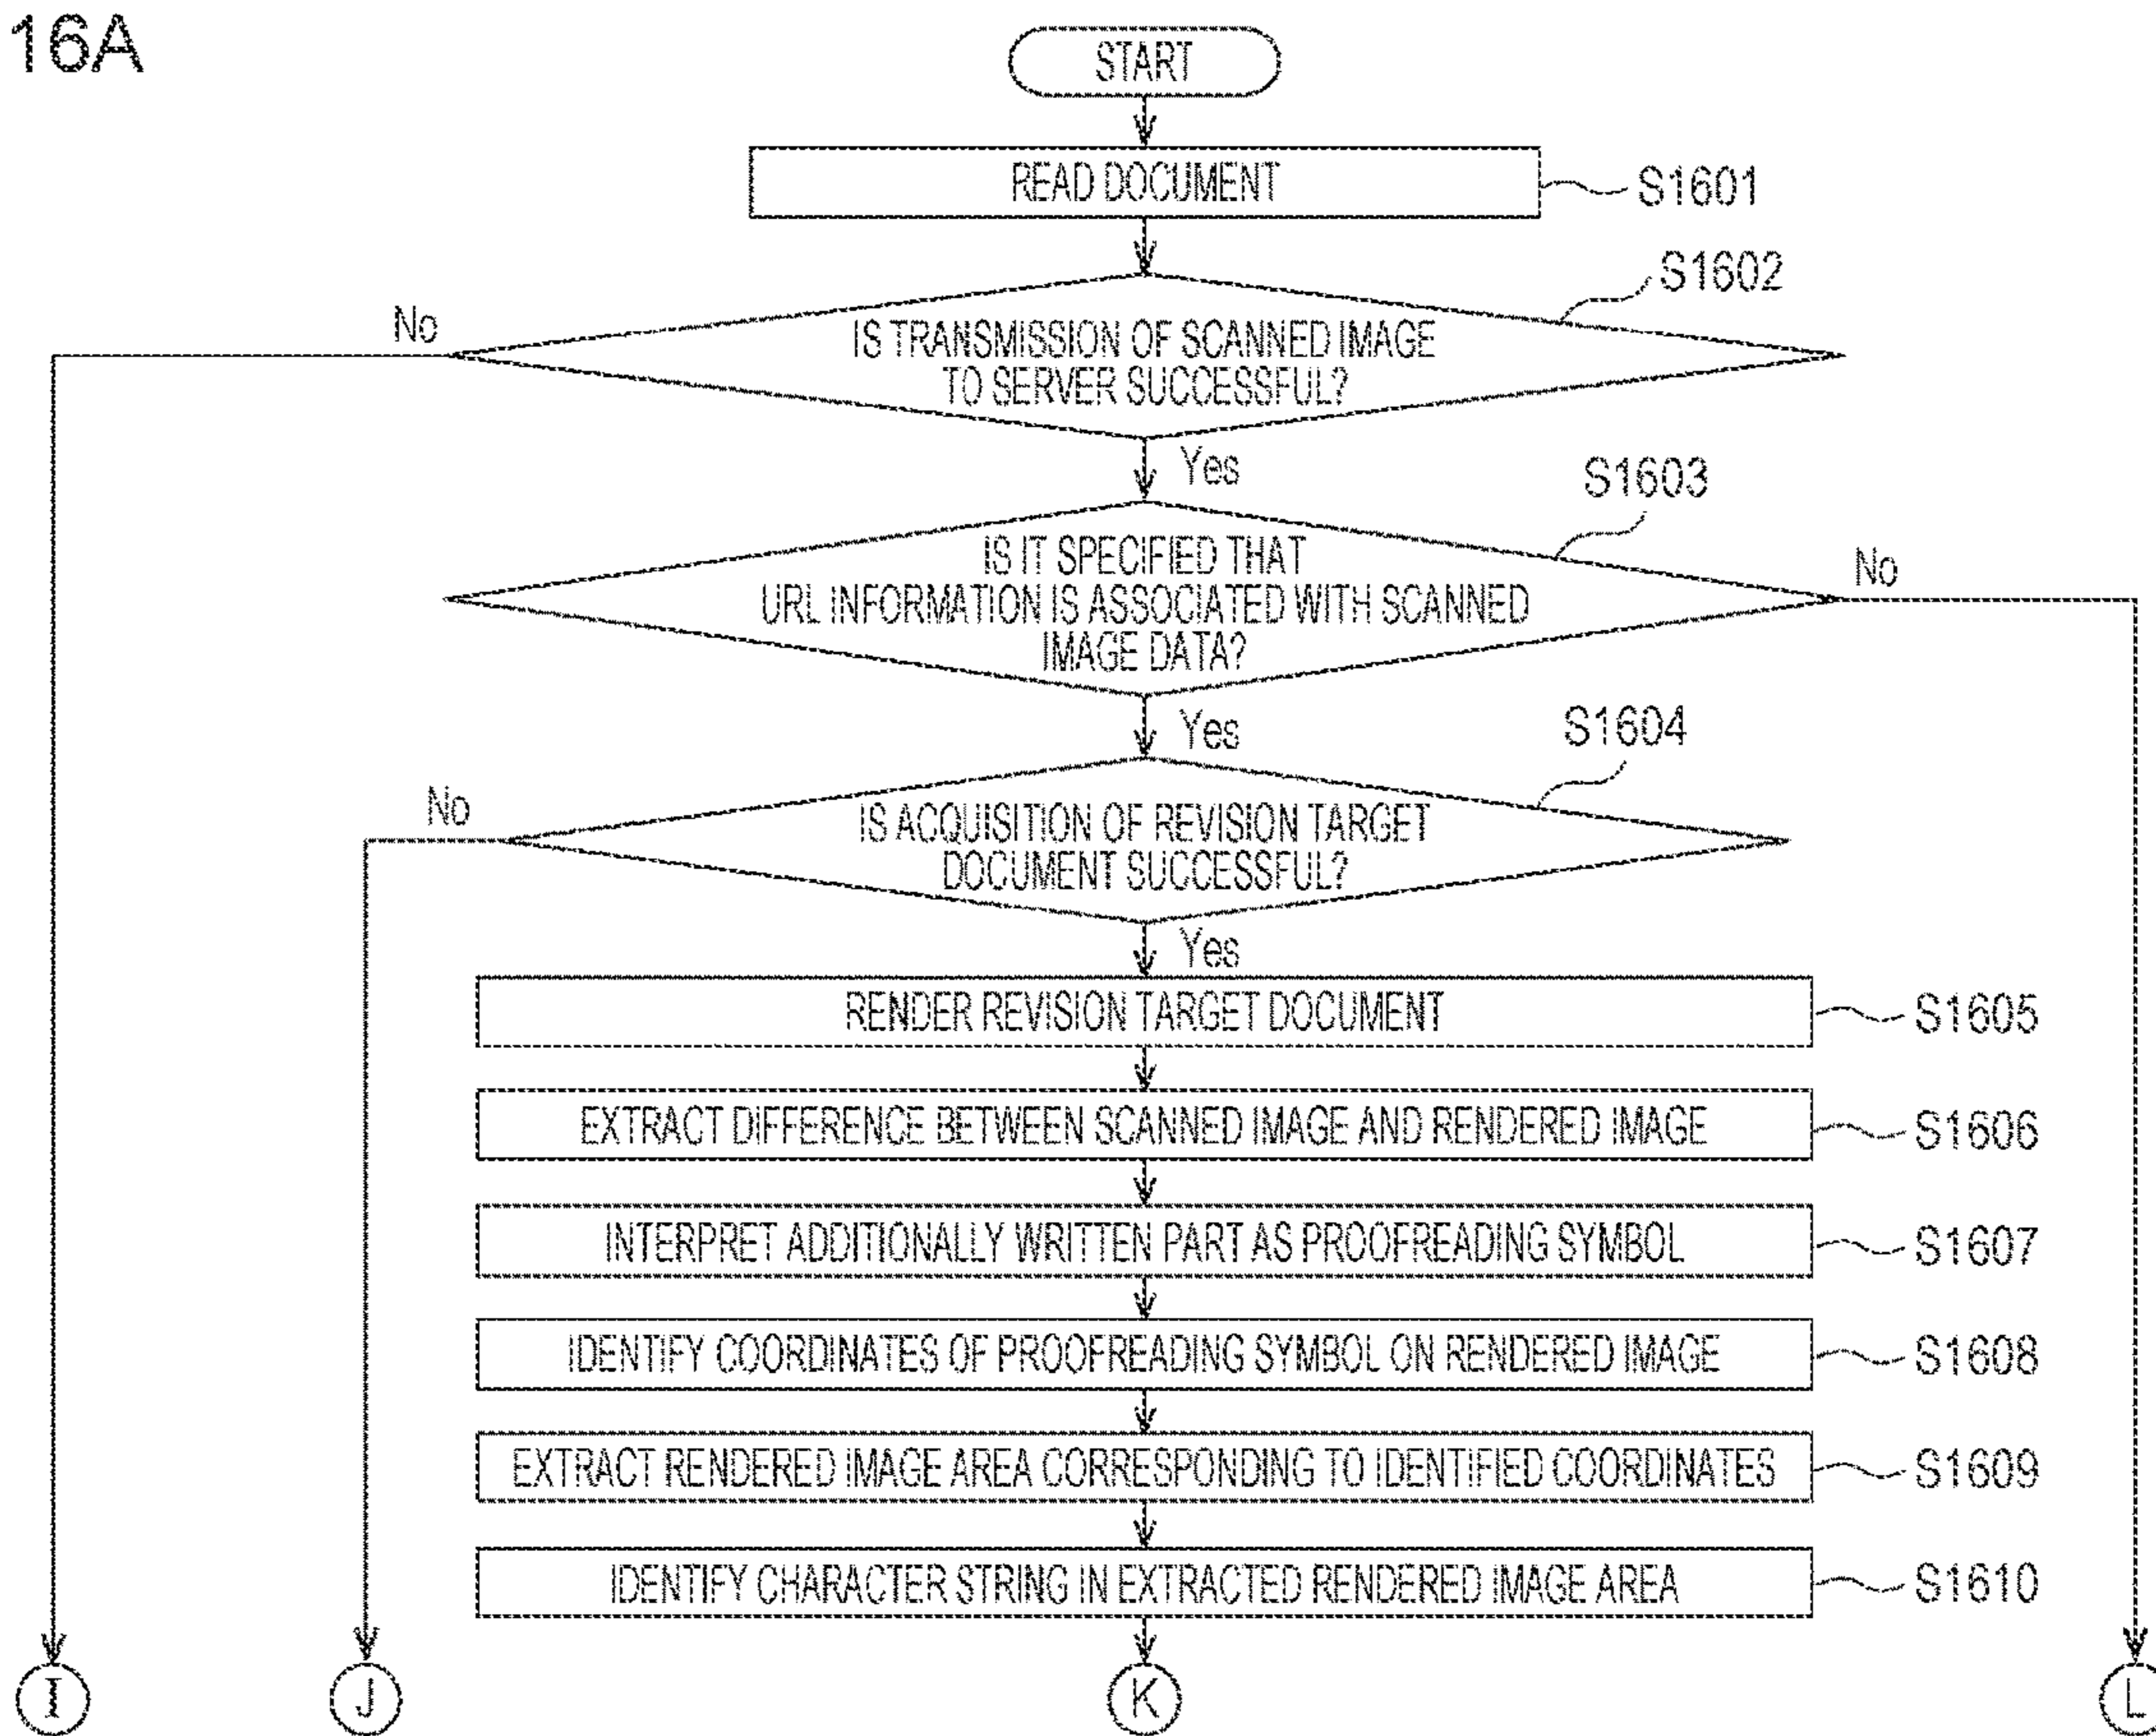 16A
START
READ DOCUMENT
S1601
S1602
No
IS TRANSMISSION OF SCANNED IMAGE
TO SERVER SUCCESSFUL?
Yes
S1603
IS IT SPECIFIED THAT
URL INFORMATION IS ASSOCIATED WITH SCANNED
IMAGE DATA?
No
Yes
S1604
No
IS ACQUISITION OF REVISION TARGET
DOCUMENT SUCCESSFUL?
Yes
RENDER REVISION TARGET DOCUMENT
S1605
EXTRACT DIFFERENCE BETWEEN SCANNED IMAGE AND RENDERED IMAGE
S1606
INTERPRET ADDITIONALLY WRITTEN PART AS PROOFREADING SYMBOL
S1607
IDENTIFY COORDINATES OF PROOFREADING SYMBOL ON RENDERED IMAGE
S1608
EXTRACT RENDERED IMAGE AREA CORRESPONDING TO IDENTIFIED COORDINATES
S1609
IDENTIFY CHARACTER STRING IN EXTRACTED RENDERED IMAGE AREA
S1610
I
J
K
L